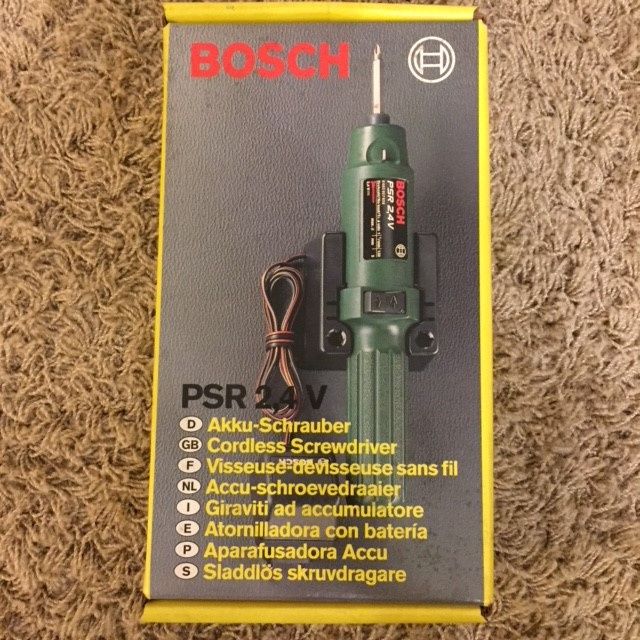 BOSCH
BOSCH
PSR 2,4 V
PSR 2,4 V
D Akku-Schrauber
GB Cordless Screwdriver
F Visseuse-dévisseuse sans fil
NL Accu-schroevedraaier
I Giraviti ad accumulatore
E Atornilladora con batería
P Aparafusadora Accu
S Sladdlös skruvdragare